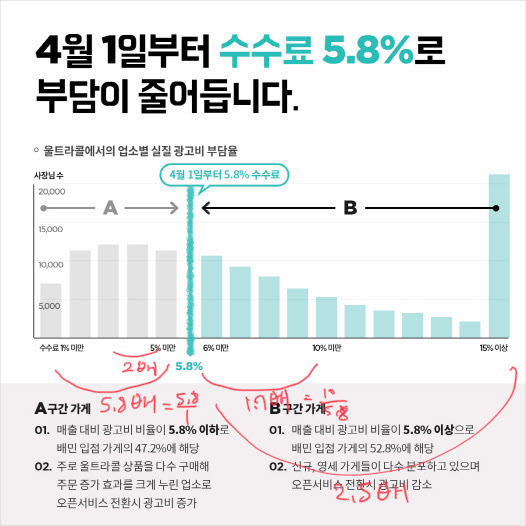 4월 1일부터 수수료 5.8%로
부담이 줄어듭니다.
울트라콜에서의 업소별 실질 광고비 부담율
사장님 수
4월 1일부터 5.8% 수수료
20,000
A
B
15,000
10,000
5,000
수수료 1% 미만
5% 미만
6% 미만
10% 미만
15% 이상
5.8%
2배
5.8배 = 5.8/1
1.7배 = 10/5.8
2.5배
A구간 가게
01. 매출 대비 광고비 비율이 5.8% 이하로
배민 입점 가게의 47.2%에 해당
02. 주로 울트라콜 상품을 다수 구매해
주문 증가 효과를 크게 누린 업소로
오픈서비스 전환시 광고비 증가
B구간 가게
01. 매출 대비 광고비 비율이 5.8% 이상으로
배민 입점 가게의 52.8%에 해당
02. 신규, 영세 가게들이 다수 분포하고 있으며
오픈서비스 전환시 광고비 감소